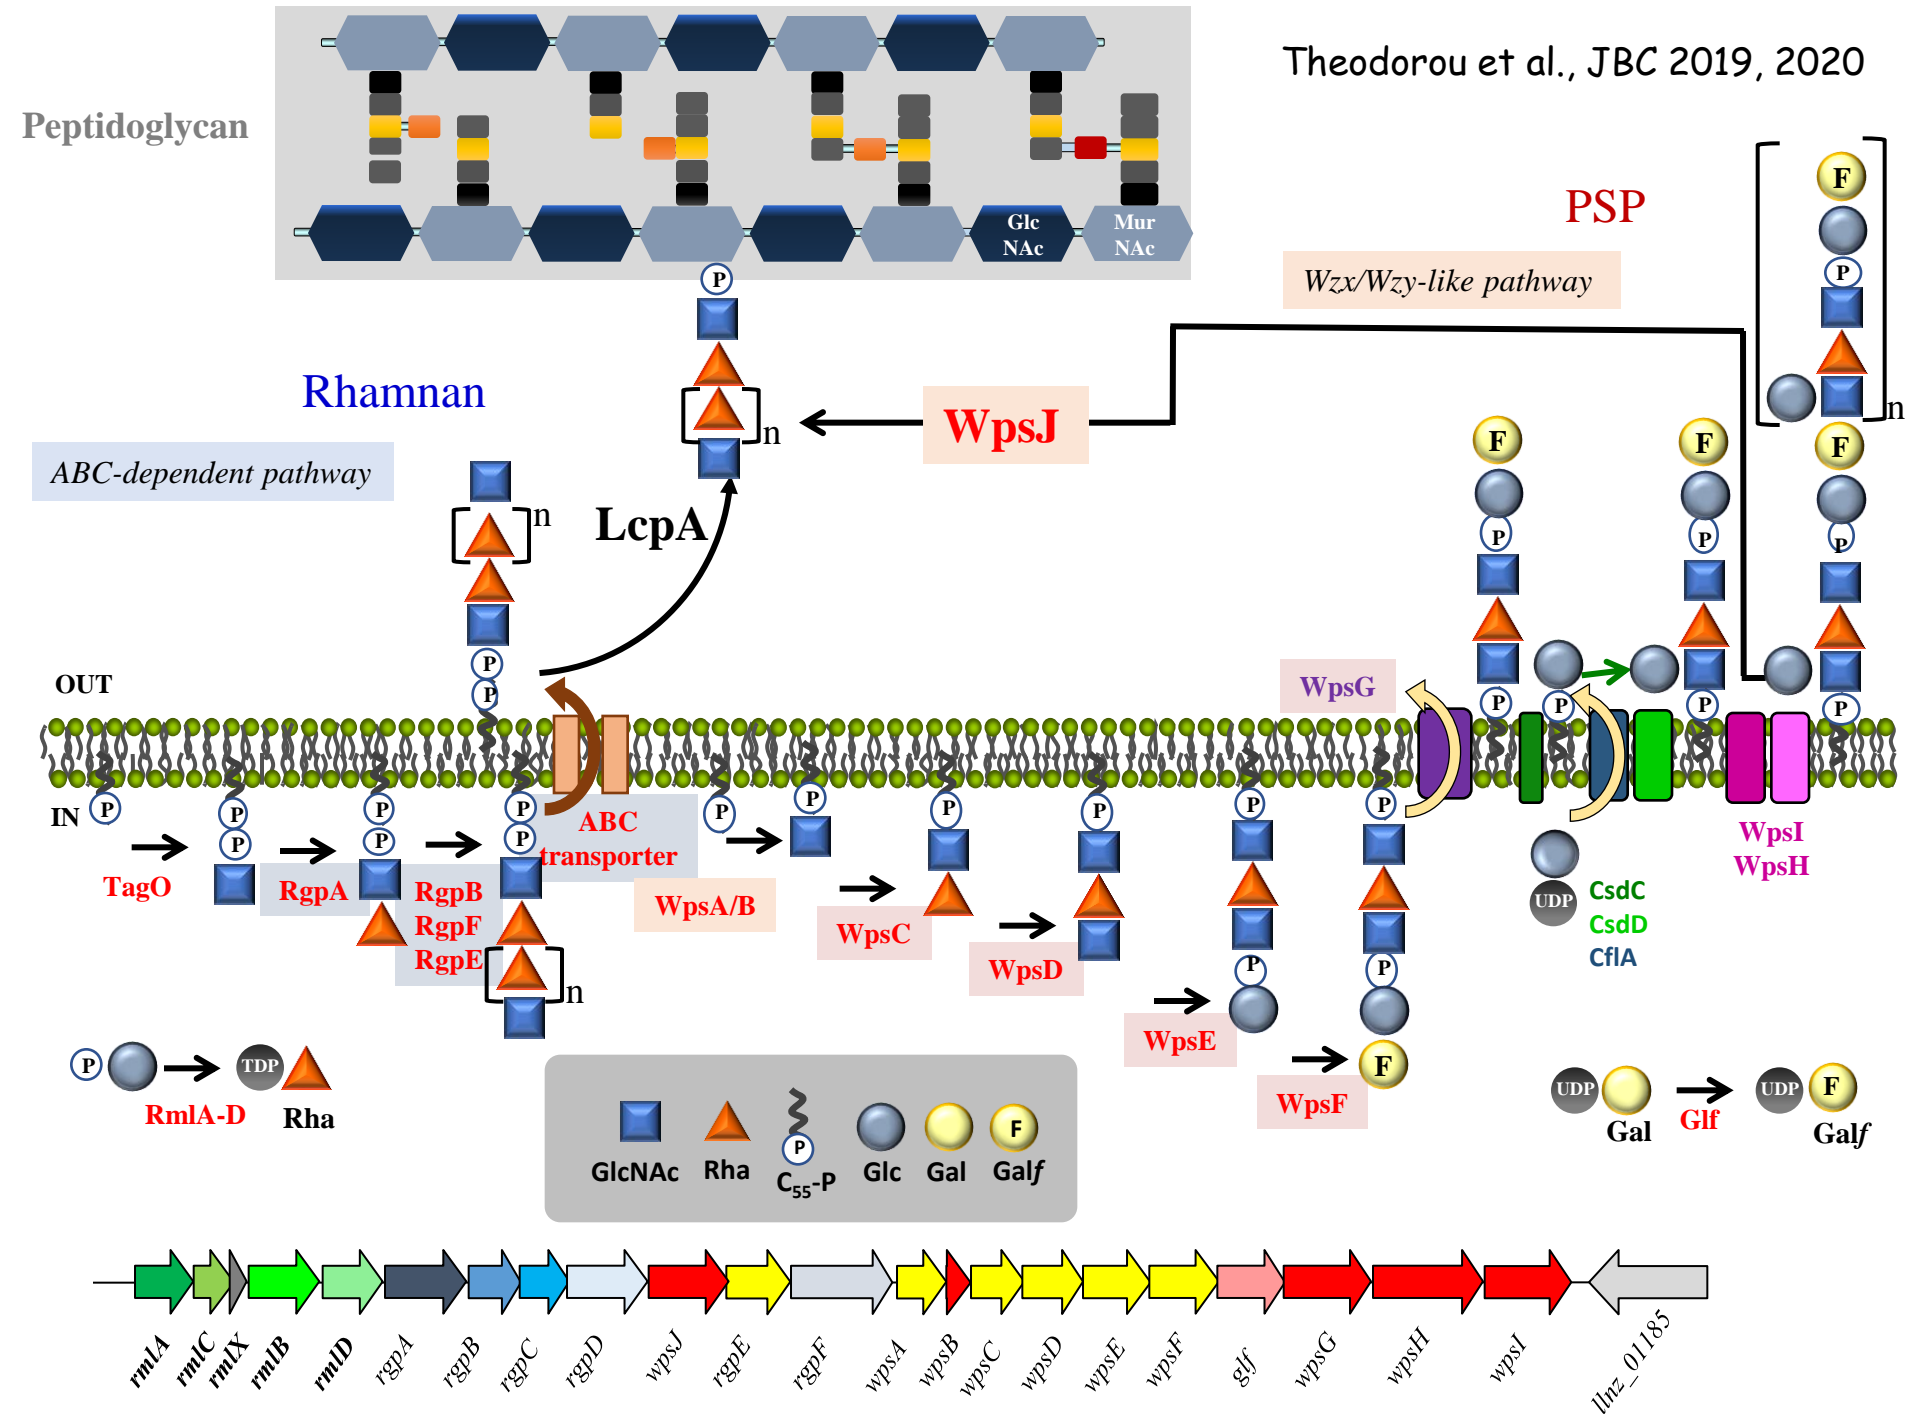 Theodorou et al., JBC 2019, 2020
Peptidoglycan
Glc
NAc
Mur
NAc
PSP
Wzx/Wzy-like pathway
F
P
n
F
P
P
P
Rhamnan
n
WpsJ
ABC-dependent pathway
n
LcpA
P
P
F
P
P
F
P
P
P
OUT
WpsG
IN
P
P
P
P
P
P
P
ABC
transporter
P
P
P
P
P
P
TagO
RgpA
RgpB
RgpF
RgpE
n
WpsA/B
WpsC
WpsD
P
WpsE
P
F
WpsF
WpsI
WpsH
UDP
CsdC
CsdD
CflA
P
TDP
RmlA-D
Rha
UDP
Gal
Glf
UDP
F
Galf
P
F
GlcNAc
Rha
C55-P
Glc
Gal
Galf
rmlA
rmlC
rmlX
rmlB
rmlD
rgpA
rgpB
rgpC
rgpD
wpsJ
rgpE
rgpF
wpsA
wpsB
wpsC
wpsD
wpsE
wpsF
glf
wpsG
wpsH
wpsI
llnz_01185